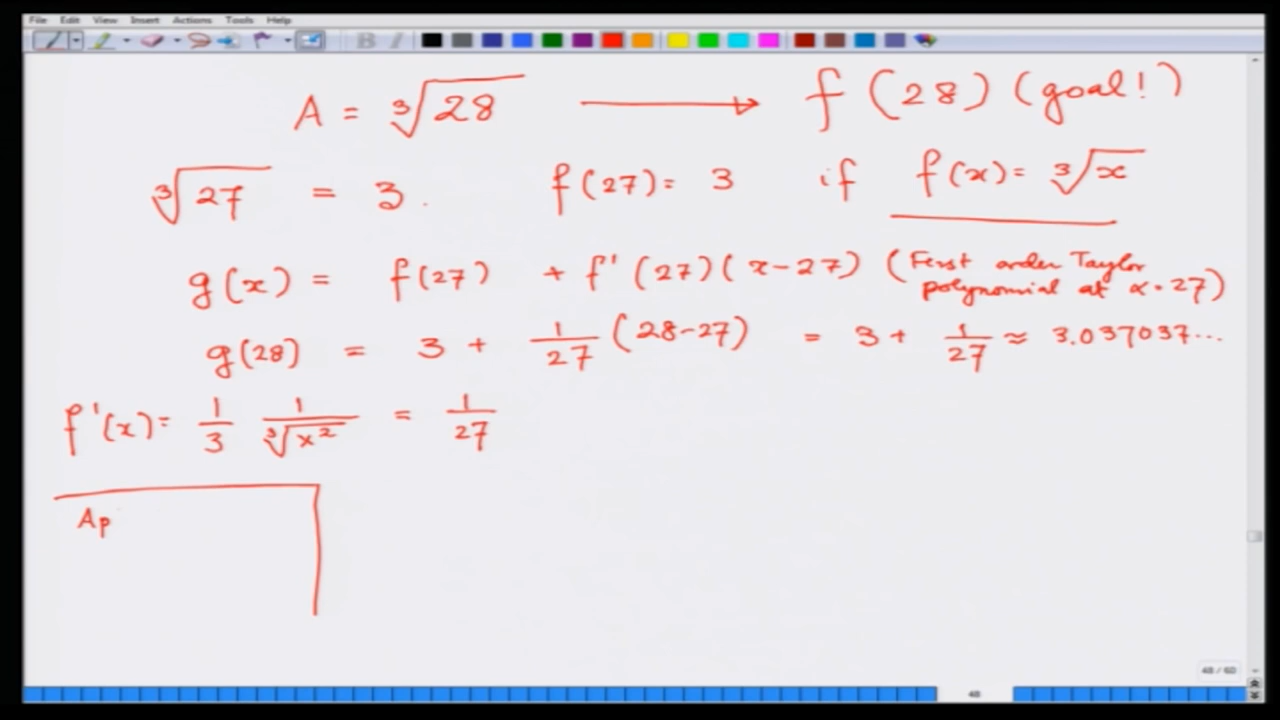 File Edit View Insert Actions Tools Help
A = ∛28 ⟶ f(28) (goal!)
∛27 = 3. f(27) = 3 if f(x) = ∛x
g(x) = f(27) + f'(27)(x-27) (First order Taylor
polynomial at x=27)
g(28) = 3 + 1/27 (28-27) = 3 + 1/27 ≈ 3.037037...
f'(x) = 1/3 1/∛x² = 1/27
Ap
48 / 60
48